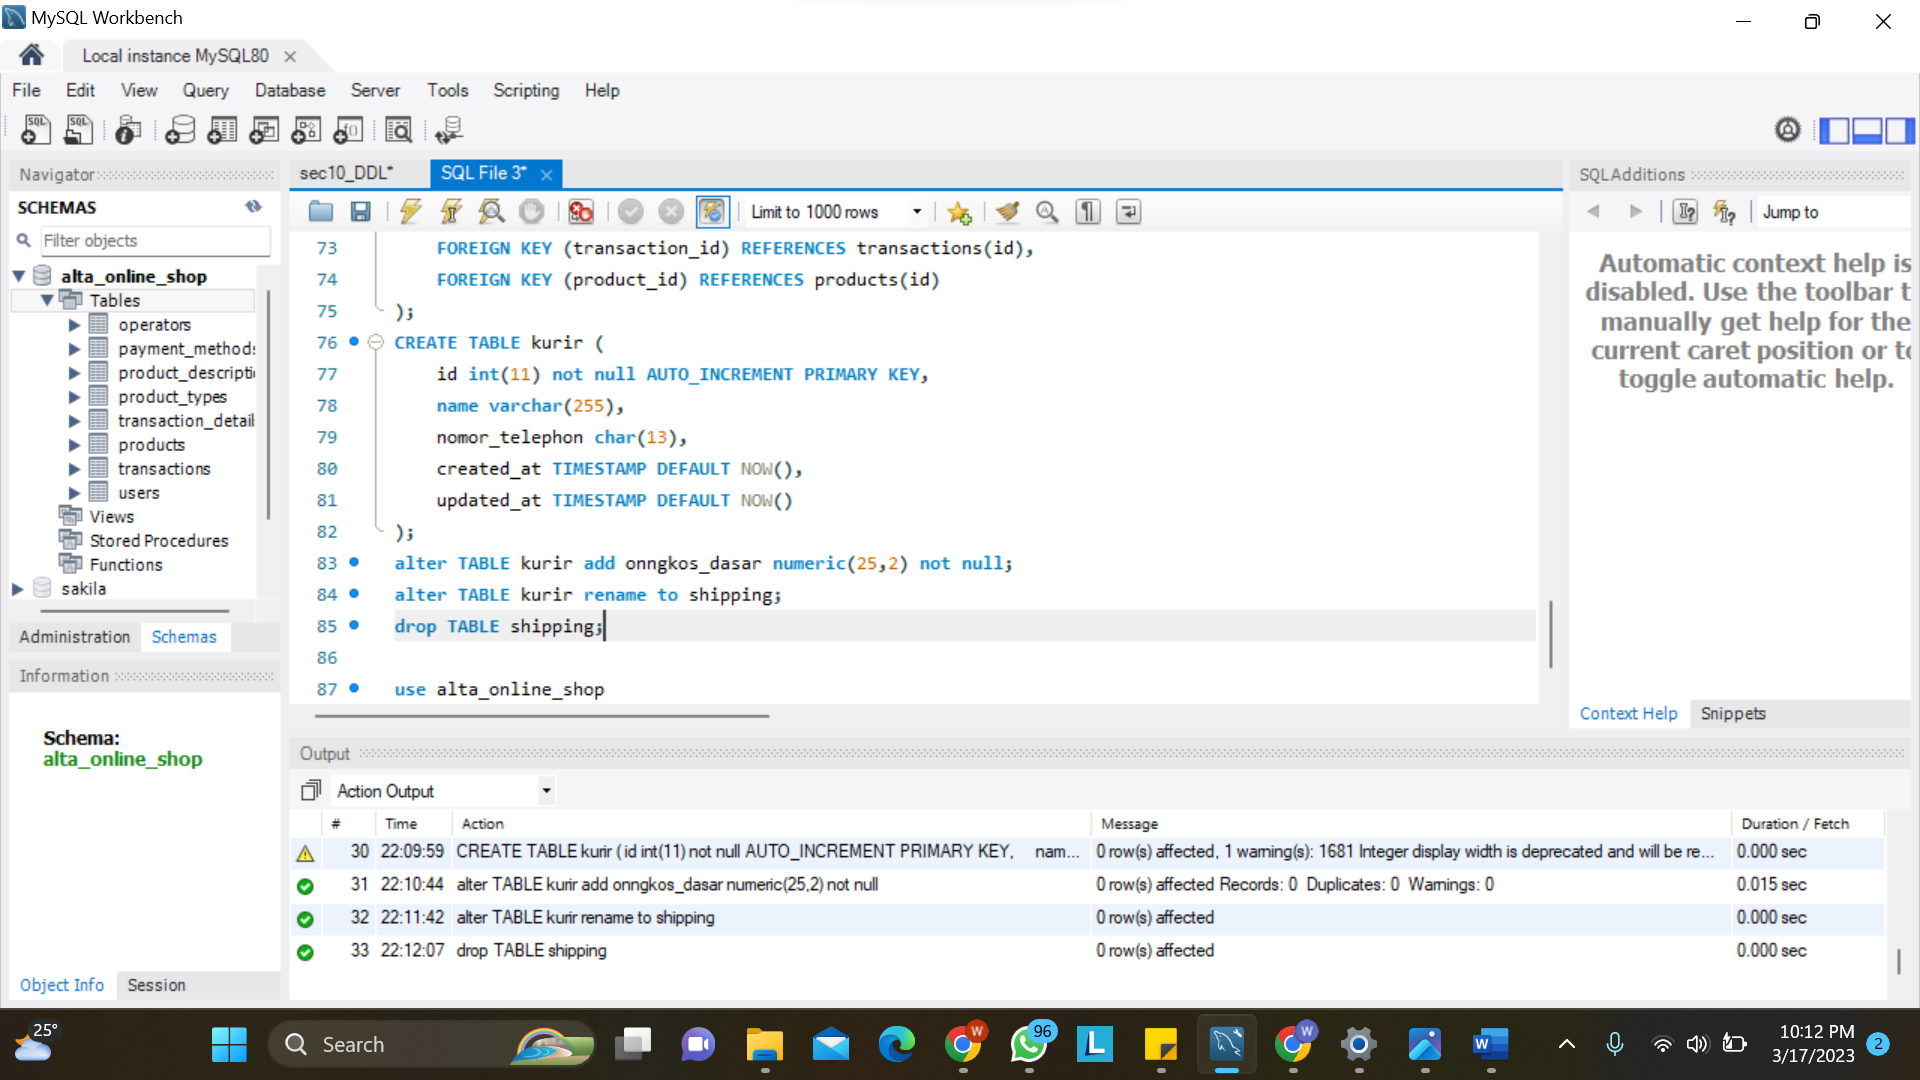 MySQL Workbench
Local instance MySQL80
File Edit View Query Database Server Tools Scripting Help
Navigator
SCHEMAS
Filter objects
alta_online_shop
Tables
operators
payment_methods
product_descripti
product_types
transaction_detail
products
transactions
users
Views
Stored Procedures
Functions
sakila
Administration Schemas
Information
Schema:
alta_online_shop
Object Info Session
sec10_DDL* SQL File 3*
Limit to 1000 rows
73 FOREIGN KEY (transaction_id) REFERENCES transactions(id),
74 FOREIGN KEY (product_id) REFERENCES products(id)
75 );
76 CREATE TABLE kurir (
77 id int(11) not null AUTO_INCREMENT PRIMARY KEY,
78 name varchar(255),
79 nomor_telephon char(13),
80 created_at TIMESTAMP DEFAULT NOW(),
81 updated_at TIMESTAMP DEFAULT NOW()
82 );
83 alter TABLE kurir add onngkos_dasar numeric(25,2) not null;
84 alter TABLE kurir rename to shipping;
85 drop TABLE shipping;
86
87 use alta_online_shop
SQLAdditions
Jump to
Automatic context help is
disabled. Use the toolbar t
manually get help for the
current caret position or to
toggle automatic help.
Context Help Snippets
Output
Action Output
# Time Action Message Duration / Fetch
30 22:09:59 CREATE TABLE kurir ( id int(11) not null AUTO_INCREMENT PRIMARY KEY, nam... 0 row(s) affected, 1 warning(s): 1681 Integer display width is deprecated and will be re... 0.000 sec
31 22:10:44 alter TABLE kurir add onngkos_dasar numeric(25,2) not null 0 row(s) affected Records: 0 Duplicates: 0 Warnings: 0 0.015 sec
32 22:11:42 alter TABLE kurir rename to shipping 0 row(s) affected 0.000 sec
33 22:12:07 drop TABLE shipping 0 row(s) affected 0.000 sec
25°
Search
96
10:12 PM
3/17/2023
2